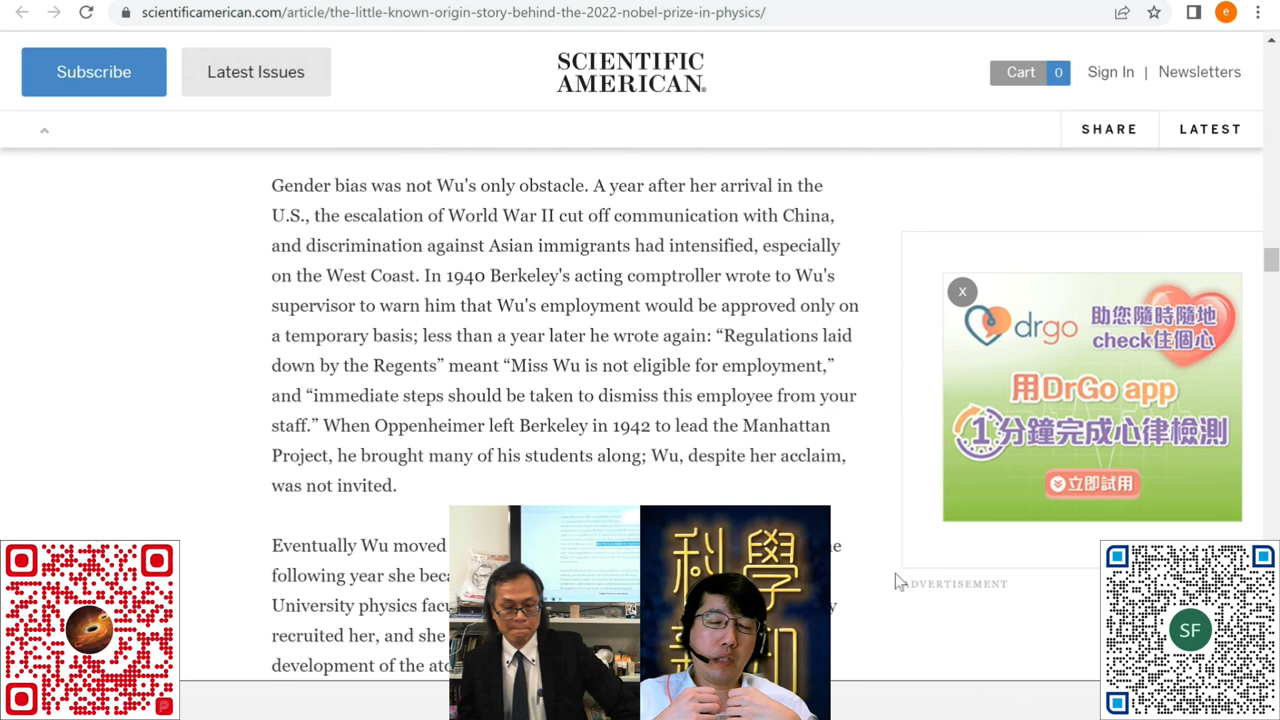 scientificamerican.com/article/the-little-known-origin-story-behind-the-2022-nobel-prize-in-physics/
e
Subscribe
Latest Issues
SCIENTIFIC
AMERICAN®
Cart 0
Sign In | Newsletters
SHARE
LATEST
Gender bias was not Wu's only obstacle. A year after her arrival in the
U.S., the escalation of World War II cut off communication with China,
and discrimination against Asian immigrants had intensified, especially
on the West Coast. In 1940 Berkeley's acting comptroller wrote to Wu's
supervisor to warn him that Wu's employment would be approved only on
a temporary basis; less than a year later he wrote again: “Regulations laid
down by the Regents” meant “Miss Wu is not eligible for employment,”
and “immediate steps should be taken to dismiss this employee from your
staff.” When Oppenheimer left Berkeley in 1942 to lead the Manhattan
Project, he brought many of his students along; Wu, despite her acclaim,
was not invited.
Eventually Wu moved
following year she beca
University physics facu
recruited her, and she
development of the ato
X
drgo
助您隨時隨地
check住個心
用DrGo app
1分鐘完成心律檢測
立即試用
ADVERTISEMENT
科學
SF